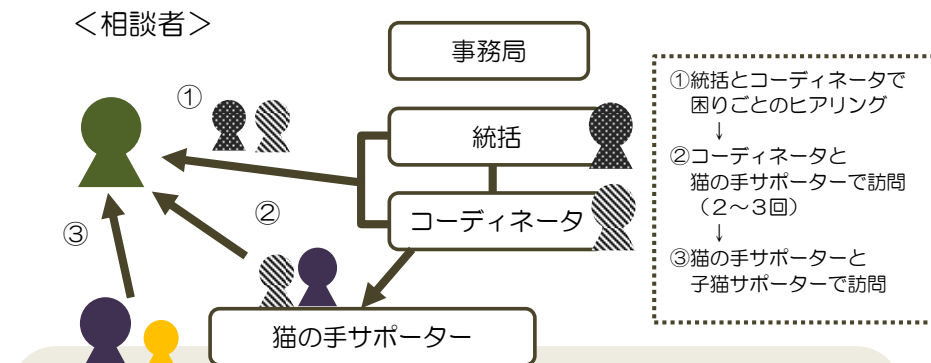 <相談者>
事務局
①
統括
コーディネータ
②
③
猫の手サポーター
①統括とコーディネータで
困りごとのヒアリング
↓
②コーディネータと
猫の手サポーターで訪問
(2~3回)
↓
③猫の手サポーターと
子猫サポーターで訪問